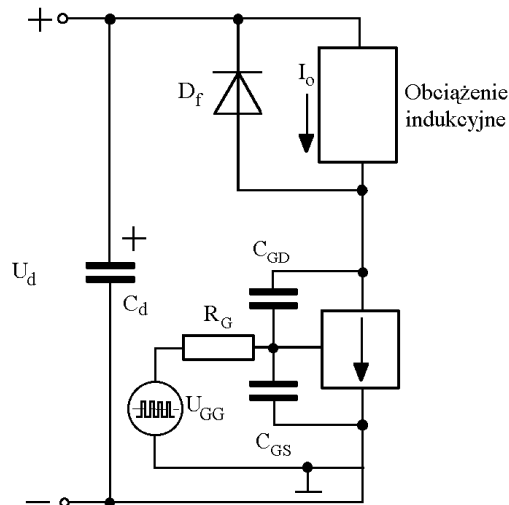 +
I_o
D_f
Obciążenie
indukcyjne
+
U_d
C_d
C_GD
R_G
U_GG
C_GS
−